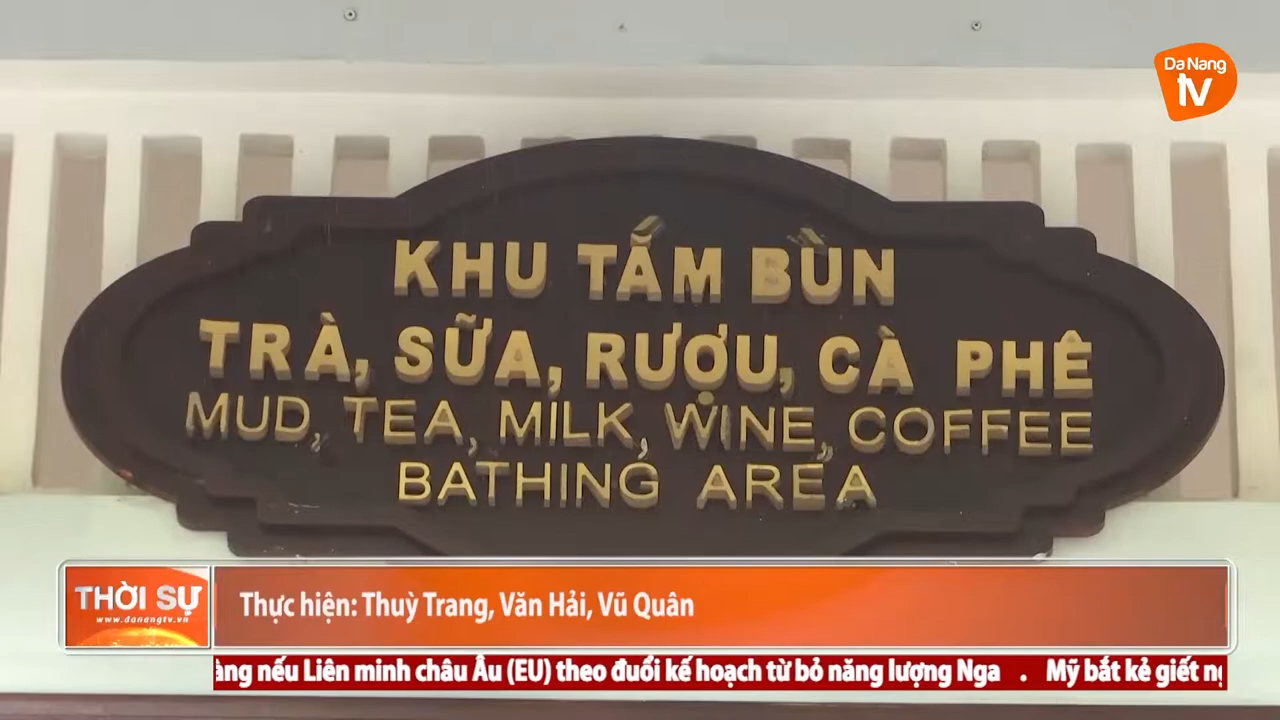 Da Nang
tv
KHU TẮM BÙN
TRÀ, SỮA, RƯỢU, CÀ PHÊ
MUD, TEA, MILK, WINE, COFFEE
BATHING AREA
THỜI SỰ
www.danangtv.vn
Thực hiện: Thuỳ Trang, Văn Hải, Vũ Quân
nếu Liên minh châu Âu (EU) theo đuổi kế hoạch từ bỏ năng lượng Nga . Mỹ bắt kẻ giết